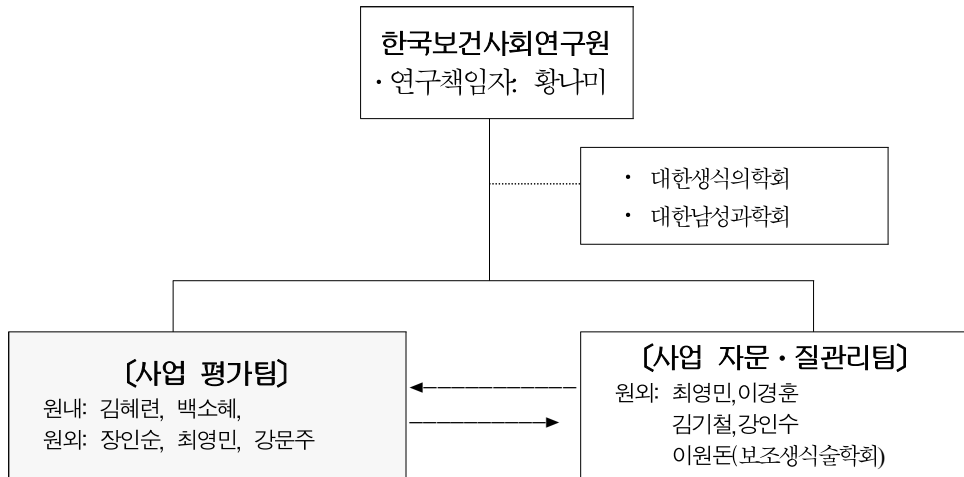 한국보건사회연구원
· 연구책임자: 황나미
· 대한생식의학회
· 대한남성과학회
〔사업 평가팀〕
원내: 김혜련, 백소혜,
원외: 장인순, 최영민, 강문주
〔사업 자문·질관리팀〕
원외: 최영민,이경훈
김기철,강인수
이원돈(보조생식술학회)